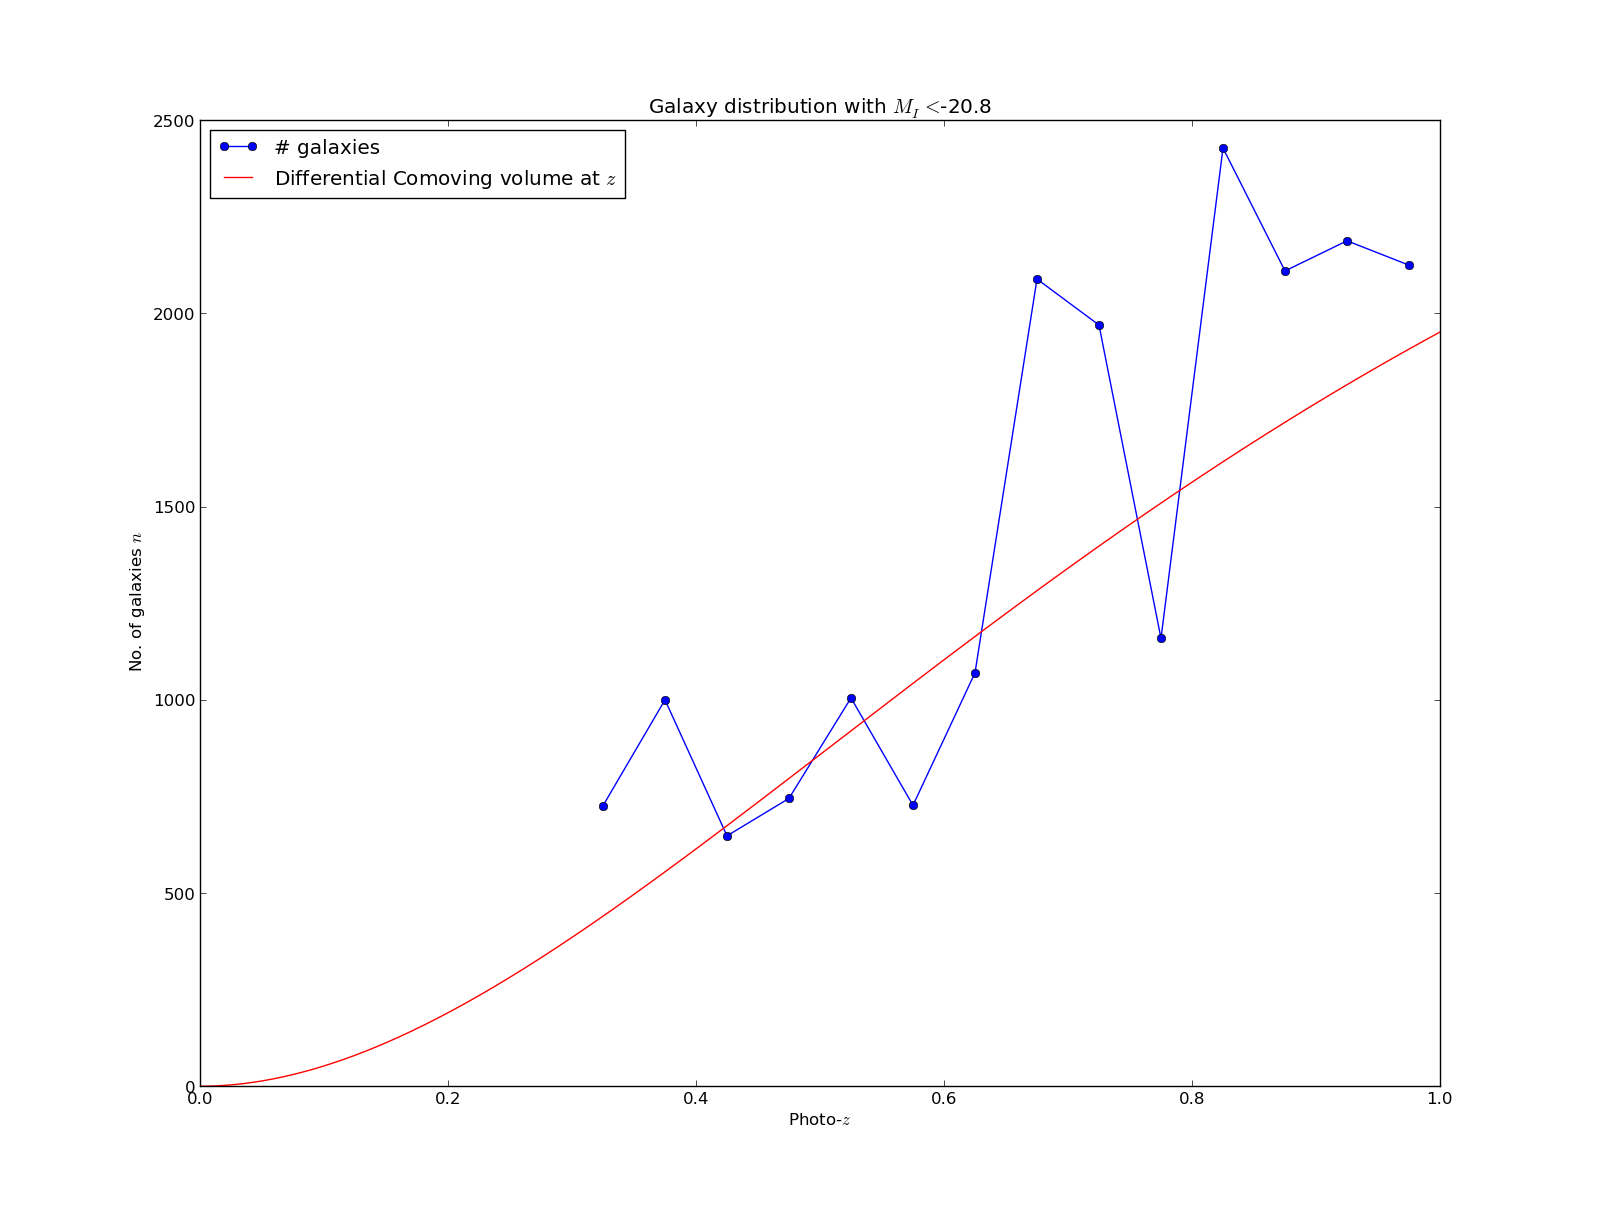 Galaxy distribution with M_I <-20.8
# galaxies
Differential Comoving volume at z
2500
2000
1500
1000
500
0
No. of galaxies n
0.0 0.2 0.4 0.6 0.8 1.0
Photo-z